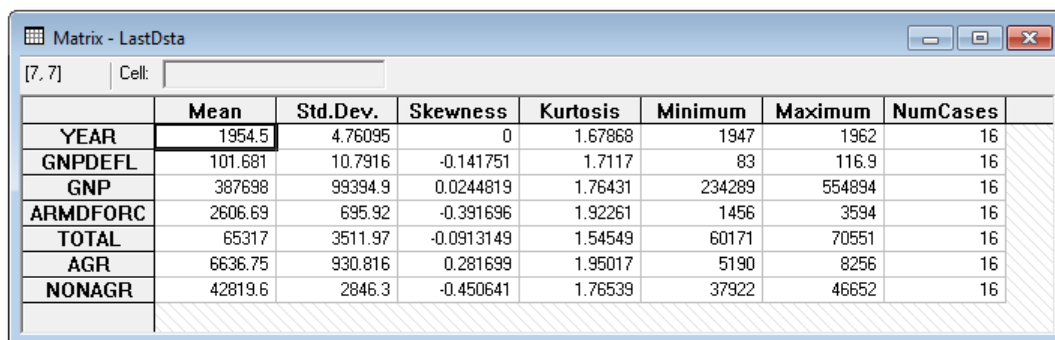 Matrix - LastDsta
[7, 7] Cell:
Mean Std.Dev. Skewness Kurtosis Minimum Maximum NumCases
YEAR 1954.5 4.76095 0 1.67868 1947 1962 16
GNPDEFL 101.681 10.7916 -0.141751 1.7117 83 116.9 16
GNP 387698 99394.9 0.0244819 1.76431 234289 554894 16
ARMDFORC 2606.69 695.92 -0.391696 1.92261 1456 3594 16
TOTAL 65317 3511.97 -0.0913149 1.54549 60171 70551 16
AGR 6636.75 930.816 0.281699 1.95017 5190 8256 16
NONAGR 42819.6 2846.3 -0.450641 1.76539 37922 46652 16